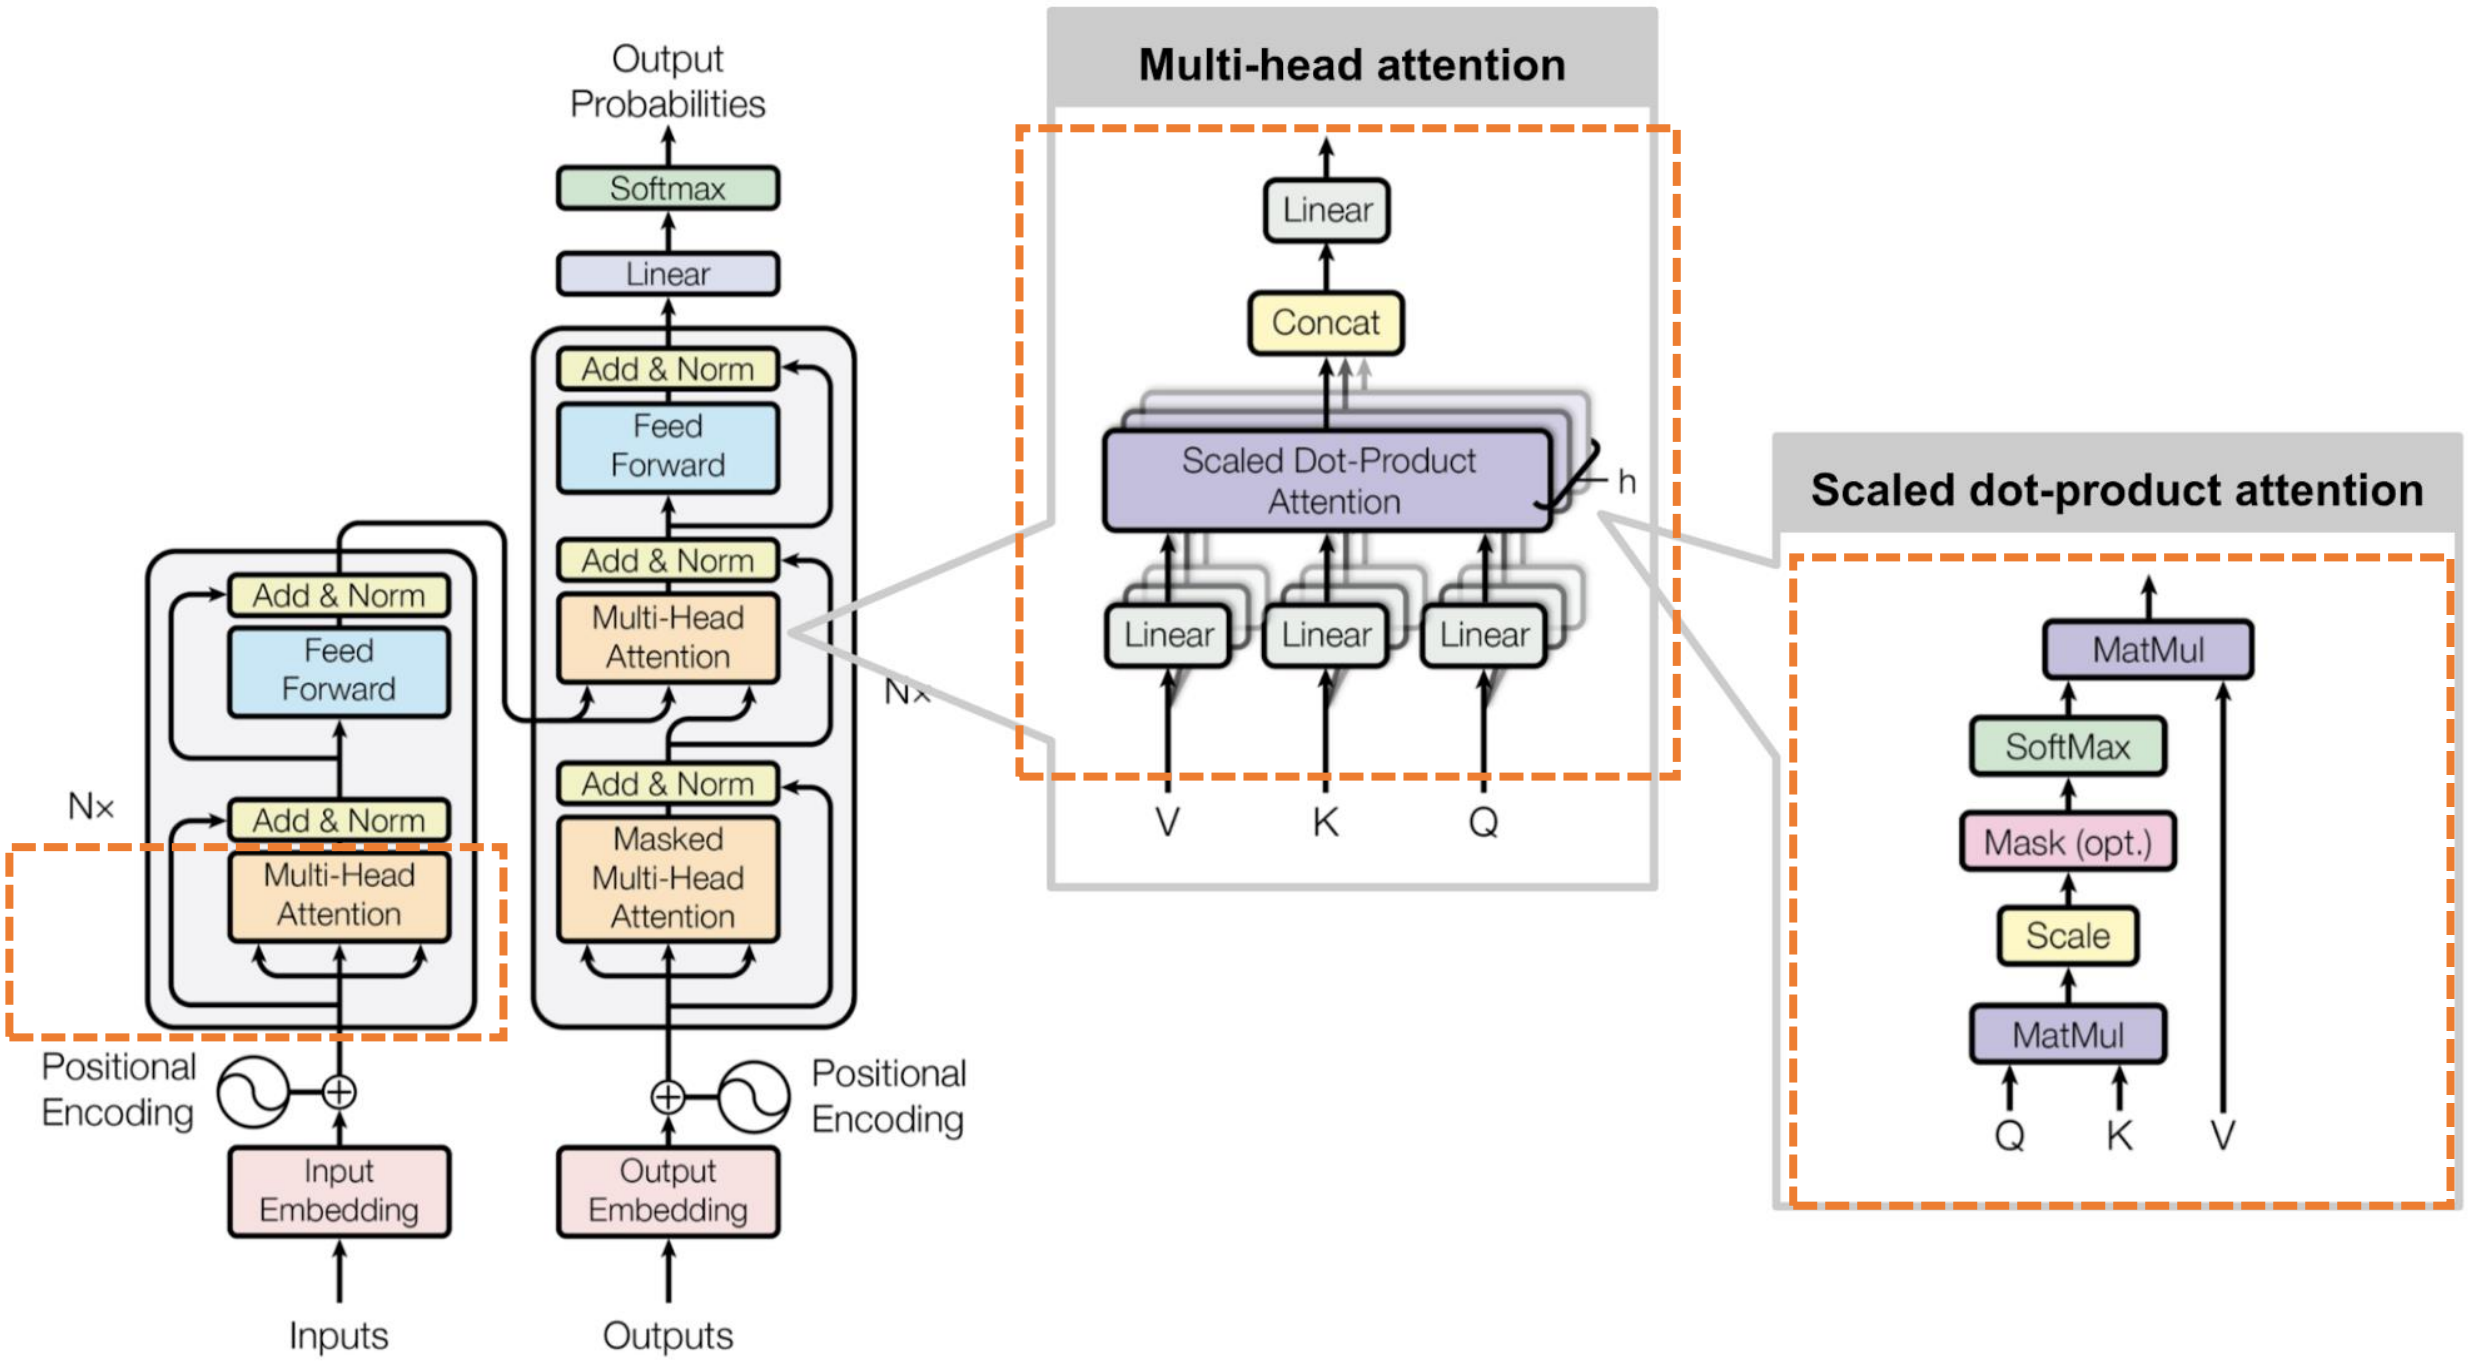 Output
Probabilities
Softmax
Linear
Add & Norm
Feed
Forward
Add & Norm
Multi-Head
Attention
Nx
Add & Norm
Masked
Multi-Head
Attention
Positional
Encoding
Output
Embedding
Outputs
Add & Norm
Feed
Forward
Nx
Add & Norm
Multi-Head
Attention
Positional
Encoding
Input
Embedding
Inputs
Multi-head attention
Linear
Concat
Scaled Dot-Product
Attention
h
Linear Linear Linear
V K Q
Scaled dot-product attention
MatMul
SoftMax
Mask (opt.)
Scale
MatMul
Q K V